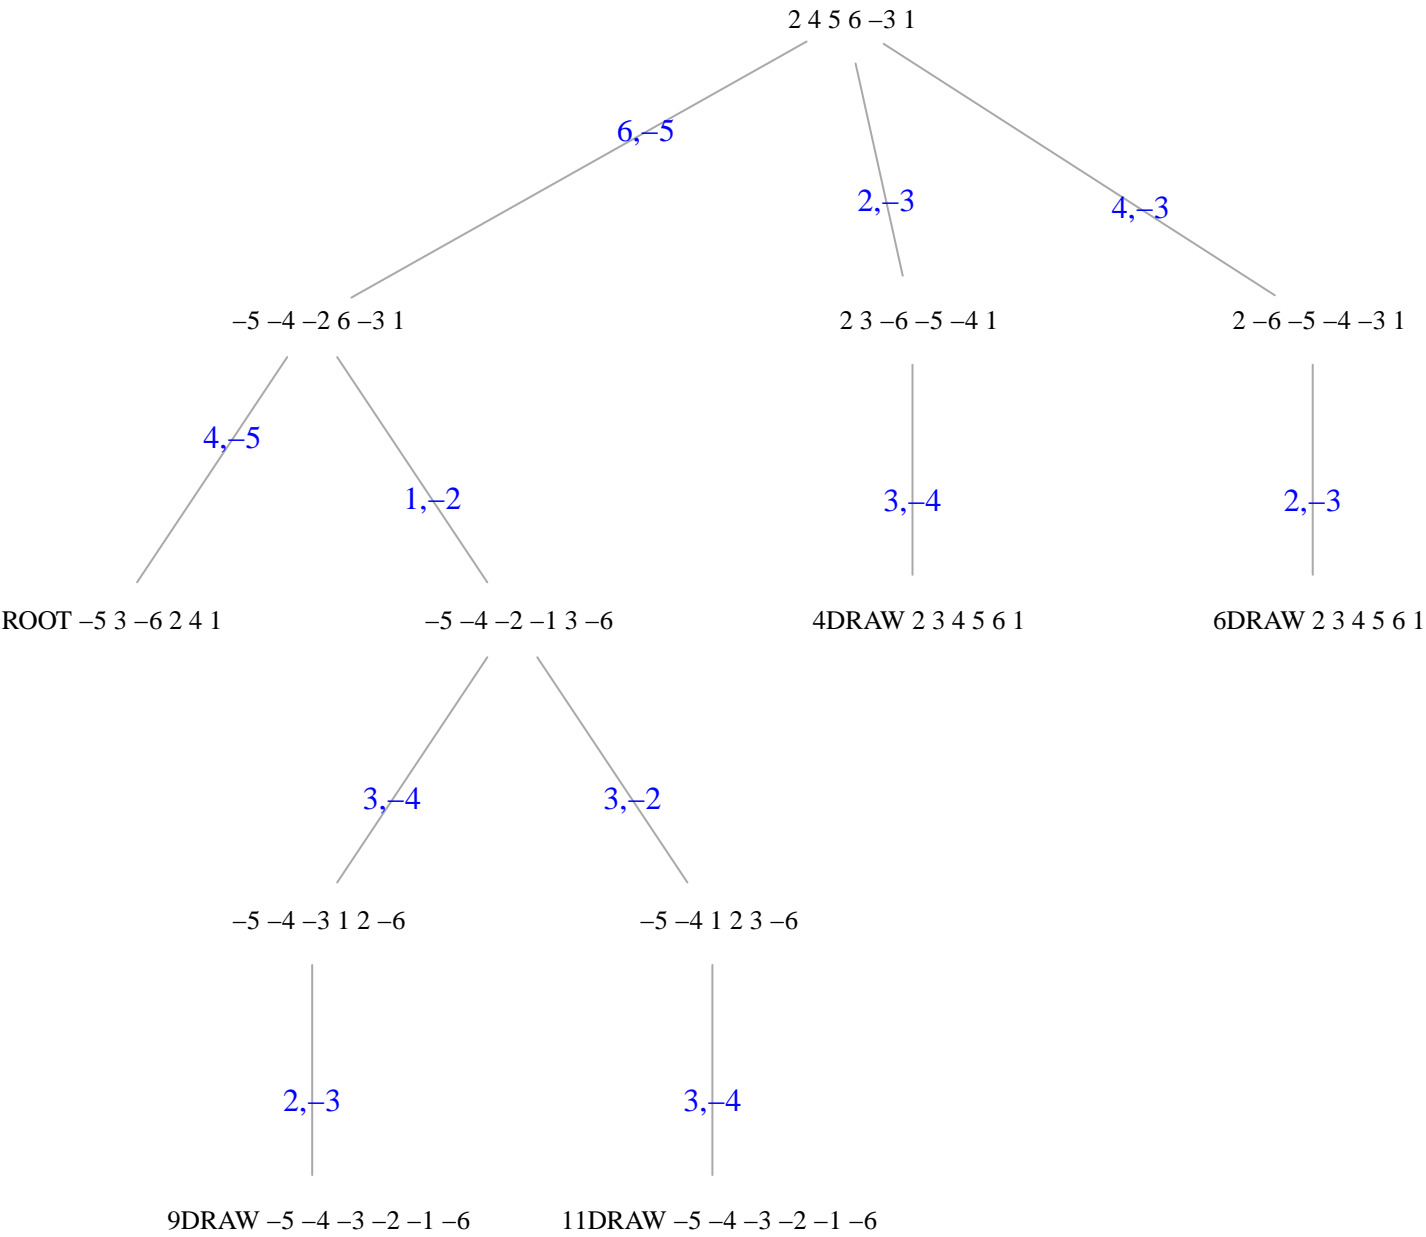 2 4 5 6 –3 1
6,–5
2,–3
4,–3
–5 –4 –2 6 –3 1
2 3 –6 –5 –4 1
2 –6 –5 –4 –3 1
4,–5
1,–2
3,–4
2,–3
ROOT –5 3 –6 2 4 1
–5 –4 –2 –1 3 –6
4DRAW 2 3 4 5 6 1
6DRAW 2 3 4 5 6 1
3,–4
3,–2
–5 –4 –3 1 2 –6
–5 –4 1 2 3 –6
2,–3
3,–4
9DRAW –5 –4 –3 –2 –1 –6
11DRAW –5 –4 –3 –2 –1 –6